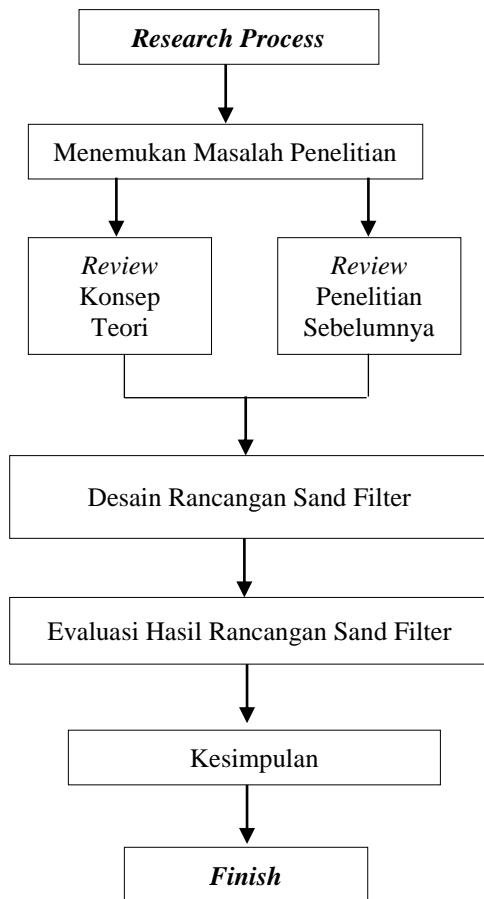 Research Process
Menemukan Masalah Penelitian
Review
Konsep
Teori
Review
Penelitian
Sebelumnya
Desain Rancangan Sand Filter
Evaluasi Hasil Rancangan Sand Filter
Kesimpulan
Finish